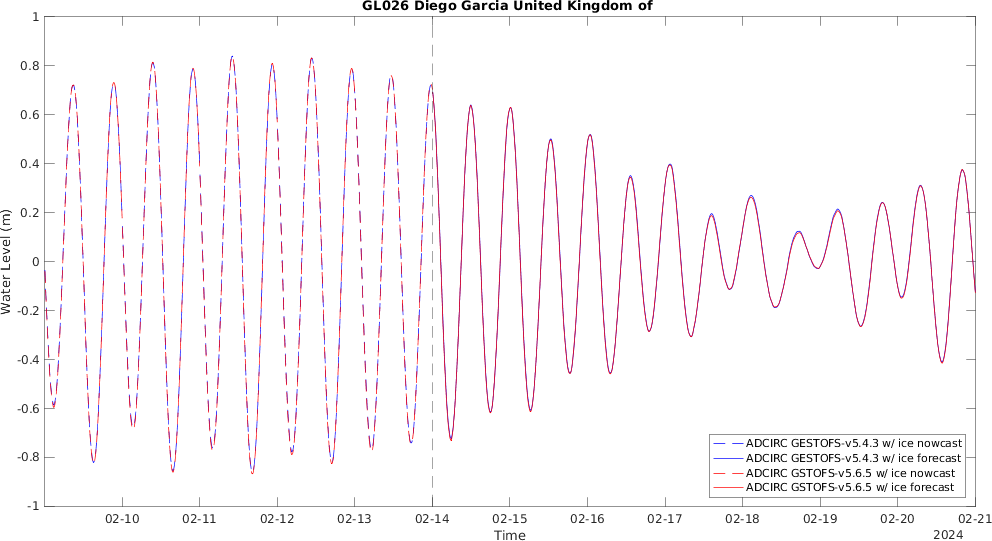 GL026 Diego Garcia United Kingdom of
1
0.8
0.6
0.4
0.2
0
-0.2
-0.4
-0.6
-0.8
-1
Water Level (m)
ADCIRC GESTOFS-v5.4.3 w/ ice nowcast
ADCIRC GESTOFS-v5.4.3 w/ ice forecast
ADCIRC GSTOFS-v5.6.5 w/ ice nowcast
ADCIRC GSTOFS-v5.6.5 w/ ice forecast
02-10 02-11 02-12 02-13 02-14 02-15 02-16 02-17 02-18 02-19 02-20 02-21
Time
2024